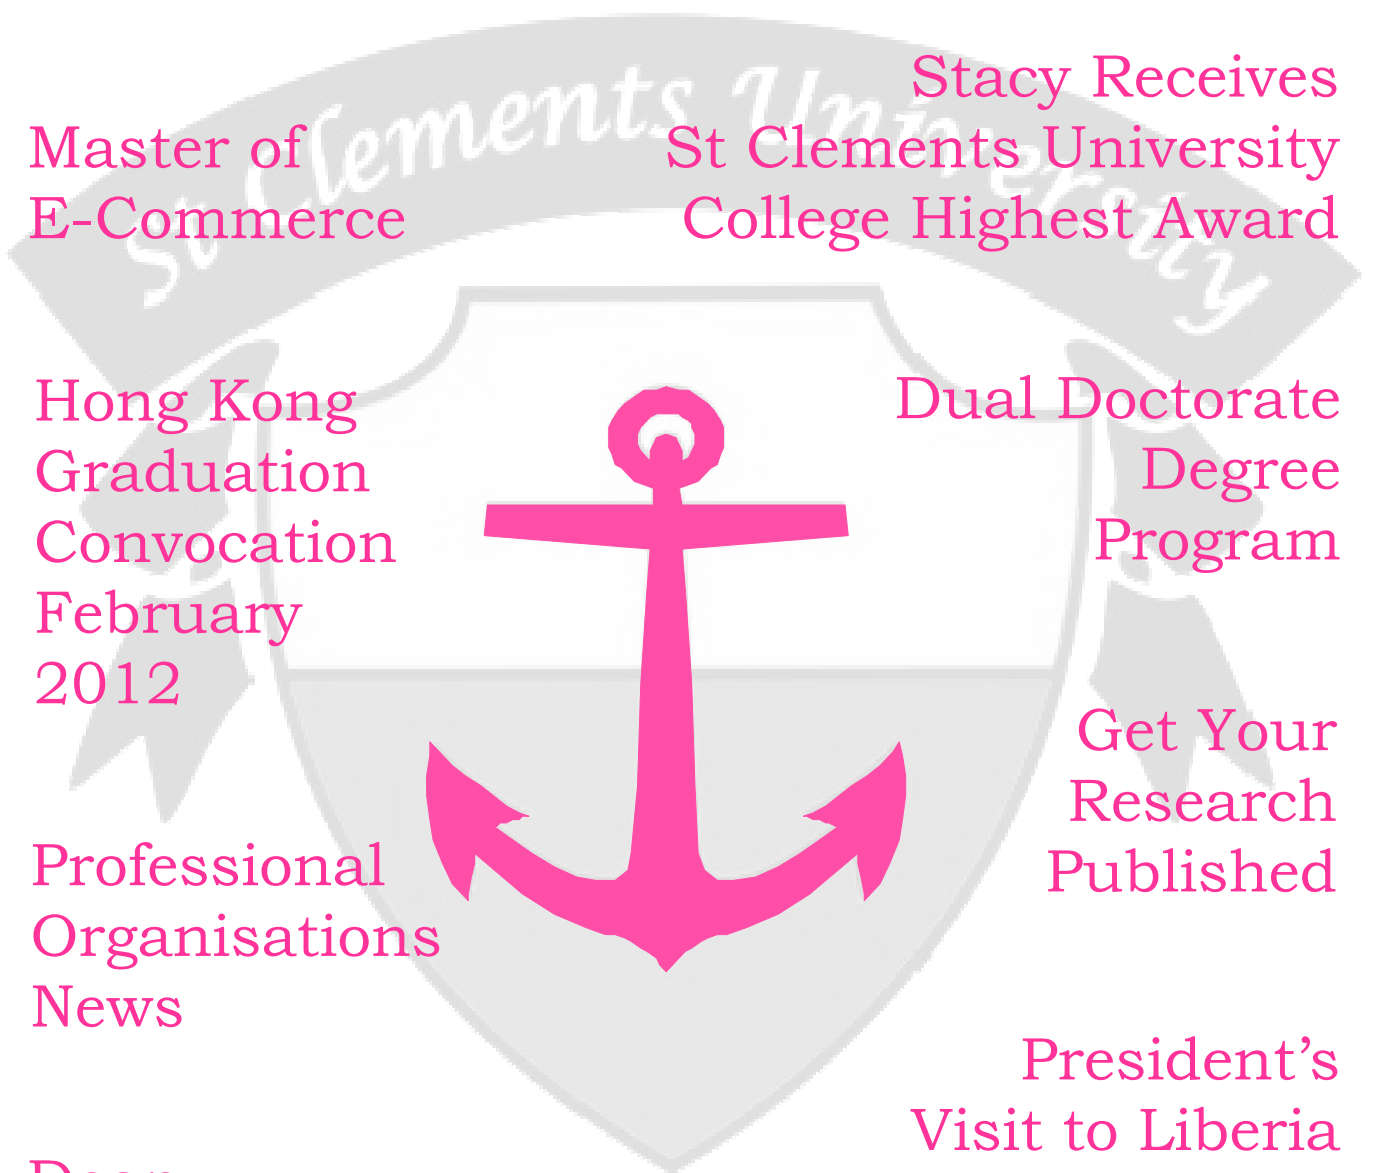 St Clements University
Master of
E-Commerce
Stacy Receives
St Clements University
College Highest Award
Hong Kong
Graduation
Convocation
February
2012
Dual Doctorate
Degree
Program
Get Your
Research
Published
Professional
Organisations
News
President’s
Visit to Liberia